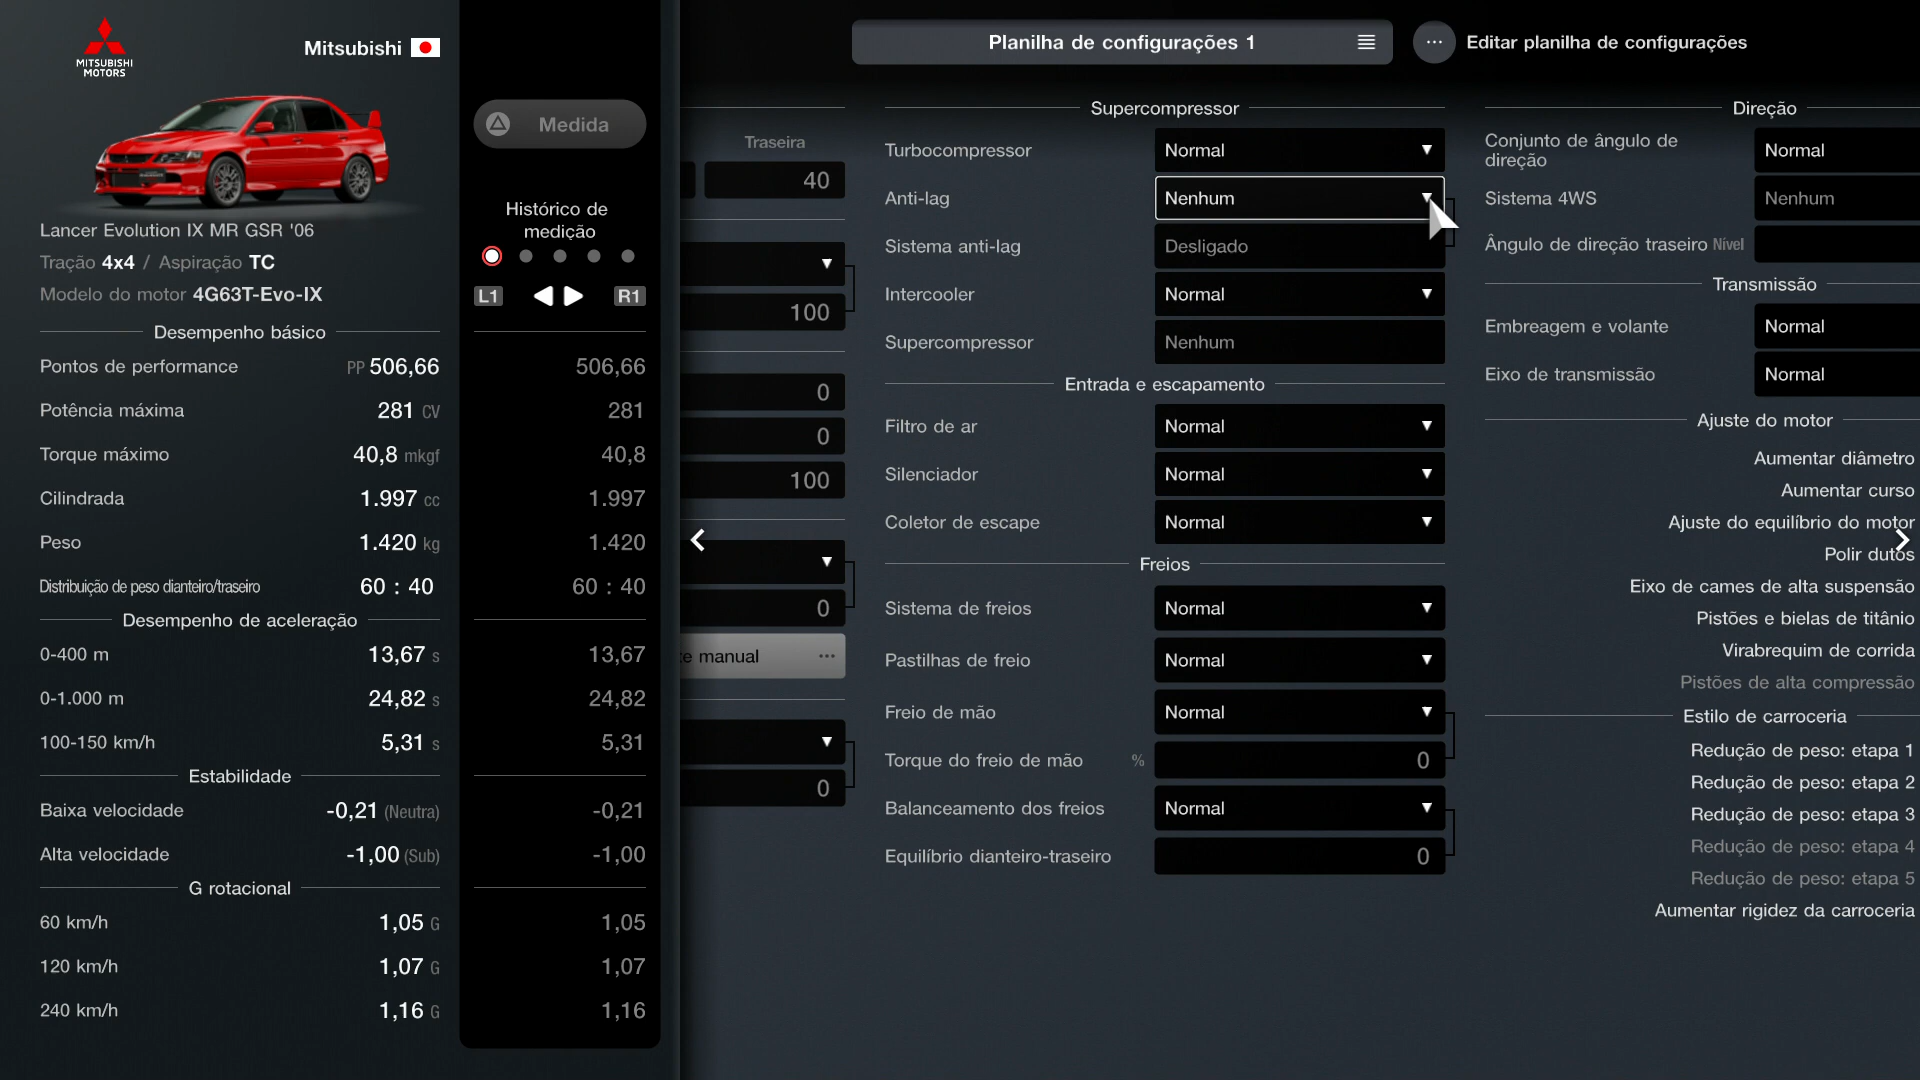 MITSUBISHI
MOTORS
Mitsubishi
Lancer Evolution IX MR GSR '06
Tração 4x4 / Aspiração TC
Modelo do motor 4G63T-Evo-IX
Desempenho básico
Pontos de performance PP 506,66
Potência máxima 281 CV
Torque máximo 40,8 mkgf
Cilindrada 1.997 cc
Peso 1.420 kg
Distribuição de peso dianteiro/traseiro 60 : 40
Desempenho de aceleração
0-400 m 13,67 s
0-1.000 m 24,82 s
100-150 km/h 5,31 s
Estabilidade
Baixa velocidade -0,21 (Neutra)
Alta velocidade -1,00 (Sub)
G rotacional
60 km/h 1,05 G
120 km/h 1,07 G
240 km/h 1,16 G
Medida
Histórico de
medição
L1 R1
506,66
281
40,8
1.997
1.420
60 : 40
13,67
24,82
5,31
-0,21
-1,00
1,05
1,07
1,16
Planilha de configurações 1
Editar planilha de configurações
Traseira
40
100
0
0
100
0
te manual
0
Supercompressor
Turbocompressor Normal
Anti-lag Nenhum
Sistema anti-lag Desligado
Intercooler Normal
Supercompressor Nenhum
Entrada e escapamento
Filtro de ar Normal
Silenciador Normal
Coletor de escape Normal
Freios
Sistema de freios Normal
Pastilhas de freio Normal
Freio de mão Normal
Torque do freio de mão % 0
Balanceamento dos freios Normal
Equilíbrio dianteiro-traseiro 0
Direção
Conjunto de ângulo de
direção Normal
Sistema 4WS Nenhum
Ângulo de direção traseiro Nível
Transmissão
Embreagem e volante Normal
Eixo de transmissão Normal
Ajuste do motor
Aumentar diâmetro
Aumentar curso
Ajuste do equilíbrio do motor
Polir dutos
Eixo de cames de alta suspensão
Pistões e bielas de titânio
Virabrequim de corrida
Pistões de alta compressão
Estilo de carroceria
Redução de peso: etapa 1
Redução de peso: etapa 2
Redução de peso: etapa 3
Redução de peso: etapa 4
Redução de peso: etapa 5
Aumentar rigidez da carroceria